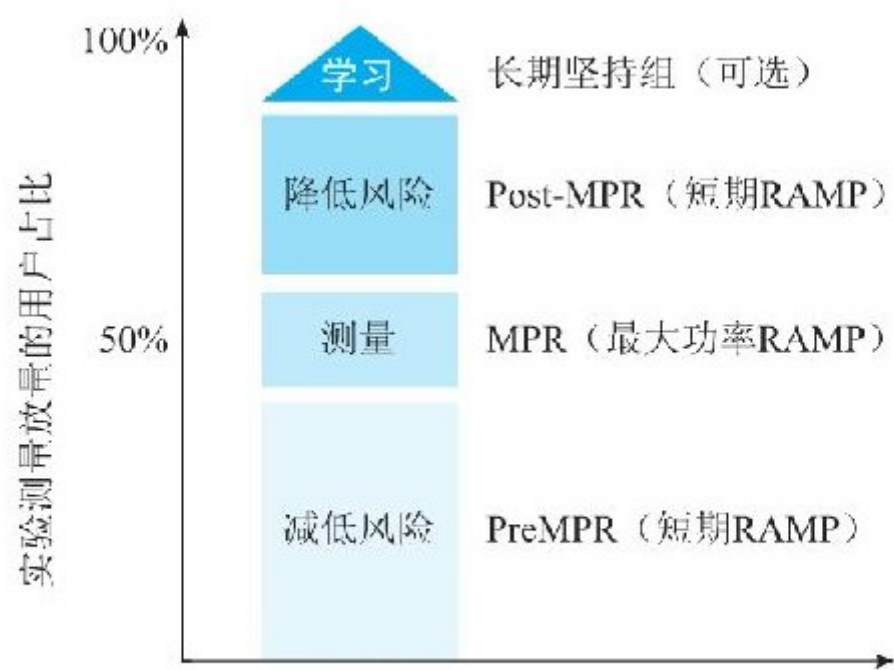 100%
学习
长期坚持组（可选）
降低风险
Post-MPR（短期RAMP）
实验测量放量的用户占比
50%
测量
MPR（最大功率RAMP）
减低风险
PreMPR（短期RAMP）